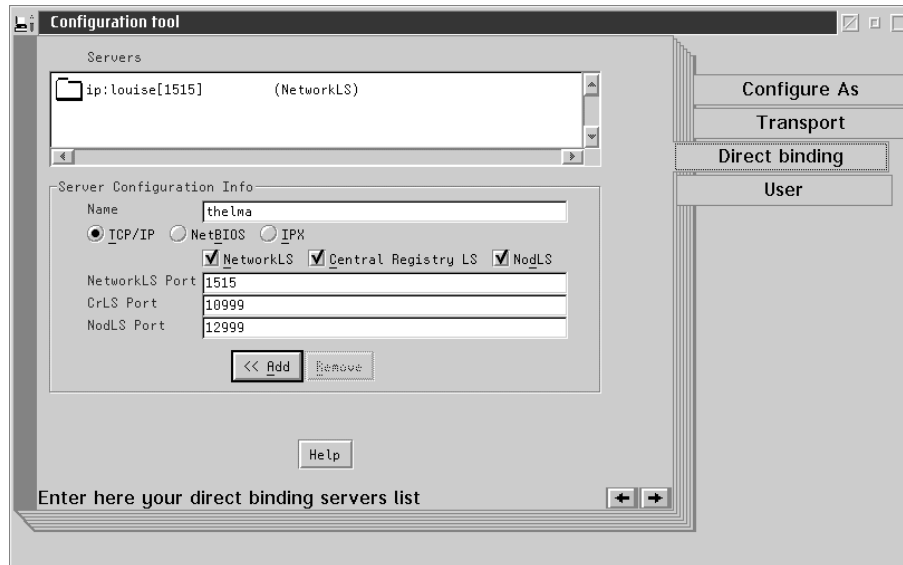 Configuration tool
Servers
ip:louise[1515] (NetworkLS)
Configure As
Transport
Direct binding
User
Server Configuration Info
Name thelma
TCP/IP NetBIOS IPX
NetworkLS Central Registry LS NodLS
NetworkLS Port 1515
CrLS Port 10999
NodLS Port 12999
<< Add Remove
Help
Enter here your direct binding servers list